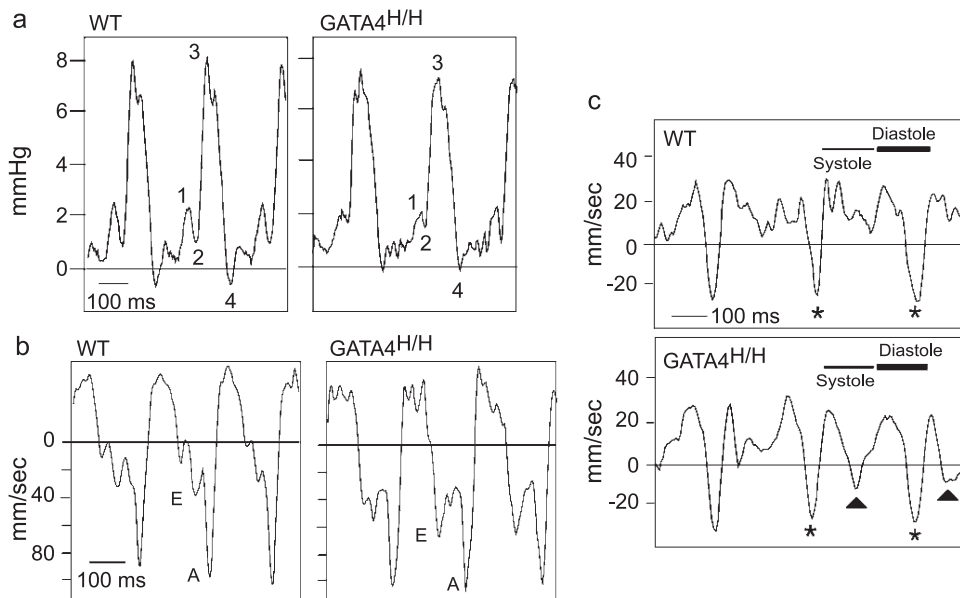 a
WT
GATA4H/H
8
6
4
2
0
mmHg
3
1
2
4
100 ms
3
1
2
4
b
WT
GATA4H/H
0
40
80
mm/sec
E
A
100 ms
E
A
c
WT
Diastole
Systole
40
20
0
-20
mm/sec
100 ms
* *
GATA4H/H
Diastole
Systole
40
20
0
-20
mm/sec
* *